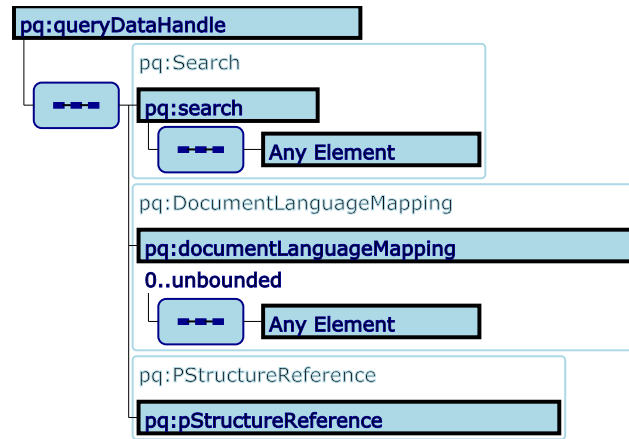 pq:queryDataHandle
pq:Search
pq:search
Any Element
pq:DocumentLanguageMapping
pq:documentLanguageMapping
0..unbounded
Any Element
pq:PStructureReference
pq:pStructureReference